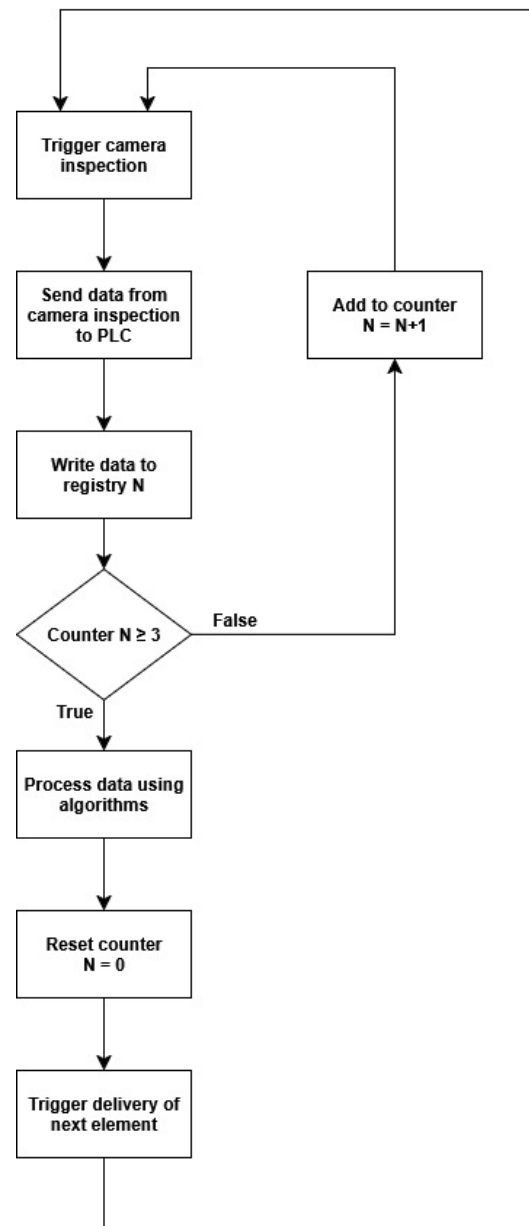 Trigger camera
inspection
Send data from
camera inspection
to PLC
Add to counter
N = N+1
Write data to
registry N
Counter N ≥ 3
False
True
Process data using
algorithms
Reset counter
N = 0
Trigger delivery of
next element